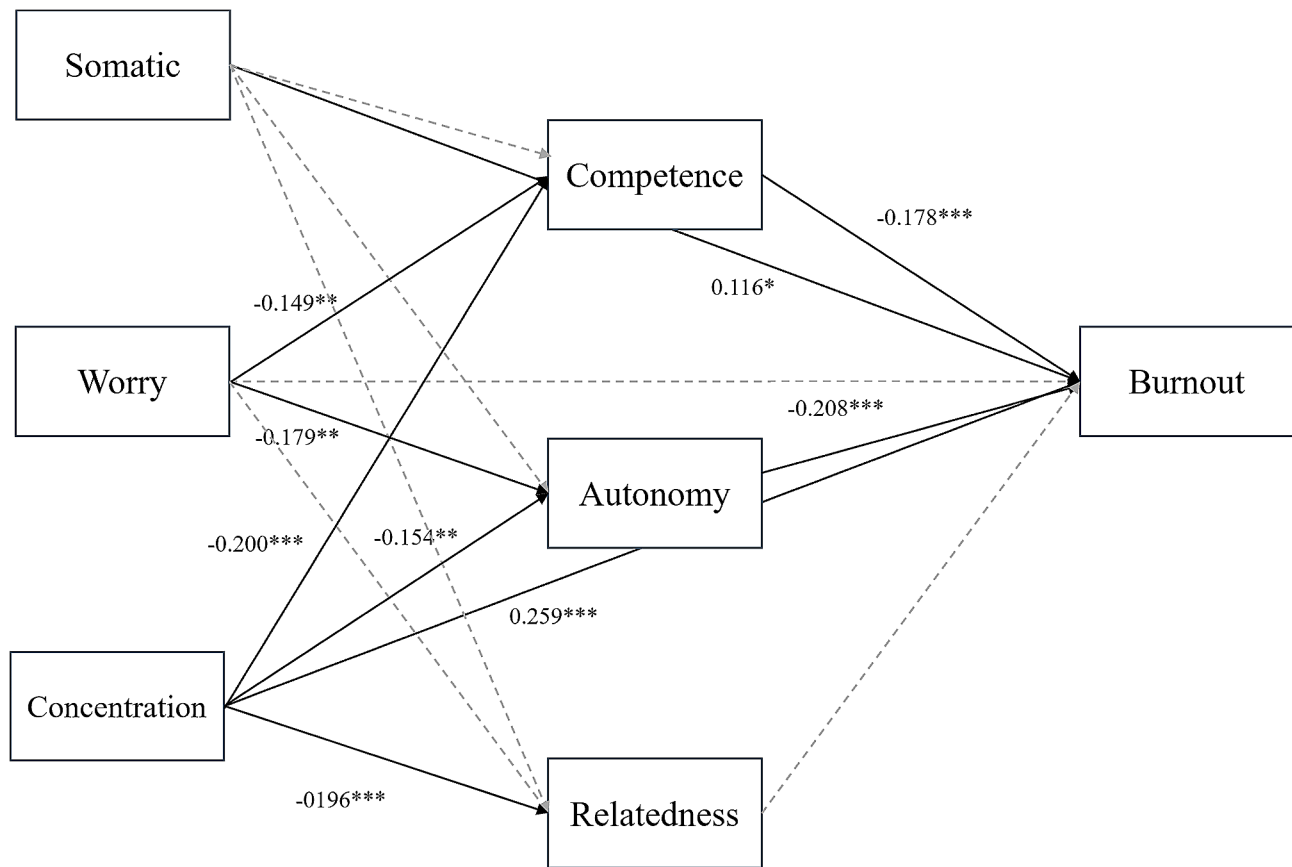 Somatic
Competence
-0.178***
0.116*
-0.149**
Worry
Burnout
-0.208***
-0.179**
Autonomy
-0.200***
-0.154**
0.259***
Concentration
-0196***
Relatedness